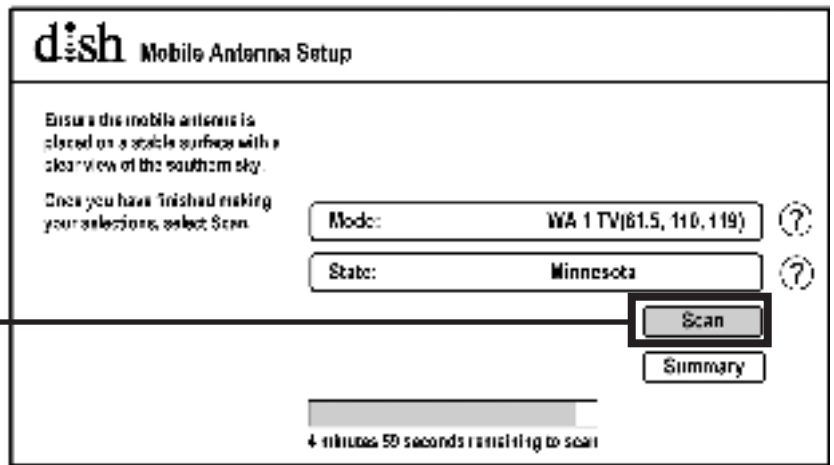 dish Mobile Antenna Setup
Ensure the mobile antenna is
placed on a stable surface with a
clear view of the southern sky.
Once you have finished making
your selections, select Scan.
Mode: WA 1 TV(61.5, 110, 119) ?
State: Minnesota ?
Scan
Summary
4 minutes 59 seconds remaining to scan